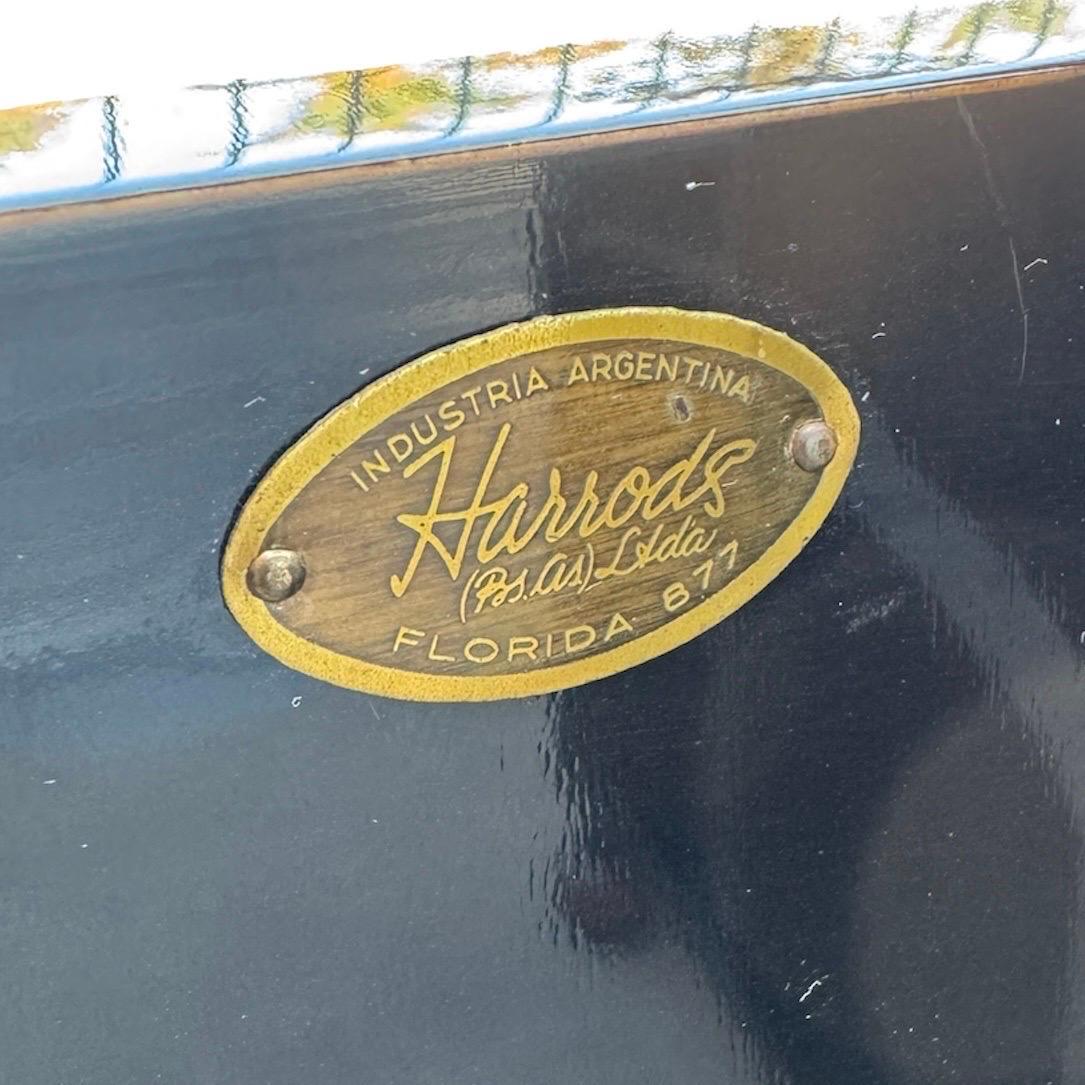 INDUSTRIA ARGENTINA
Harrods
(Bs. As) Ltda
FLORIDA 877